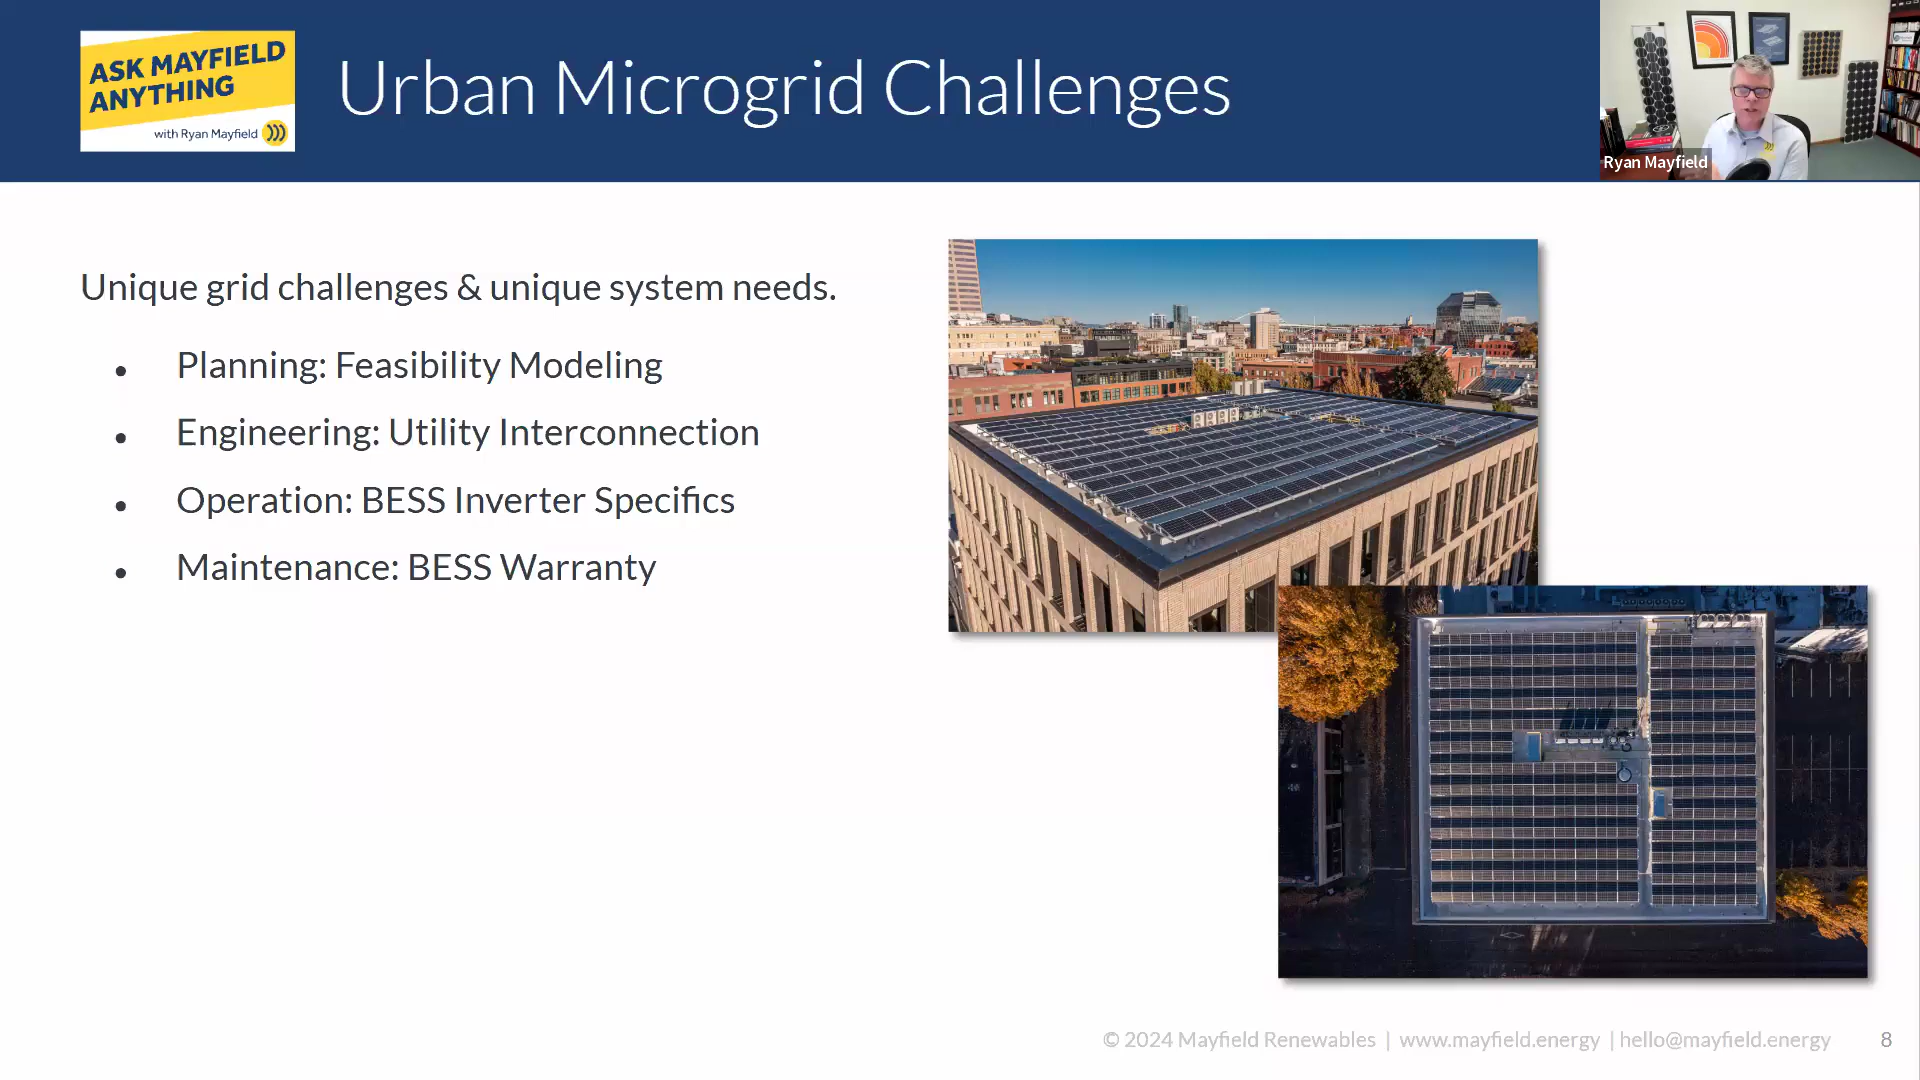 ASK MAYFIELD
ANYTHING
with Ryan Mayfield
Urban Microgrid Challenges
Ryan Mayfield
Unique grid challenges & unique system needs.
• Planning: Feasibility Modeling
• Engineering: Utility Interconnection
• Operation: BESS Inverter Specifics
• Maintenance: BESS Warranty
© 2024 Mayfield Renewables | www.mayfield.energy | hello@mayfield.energy 8